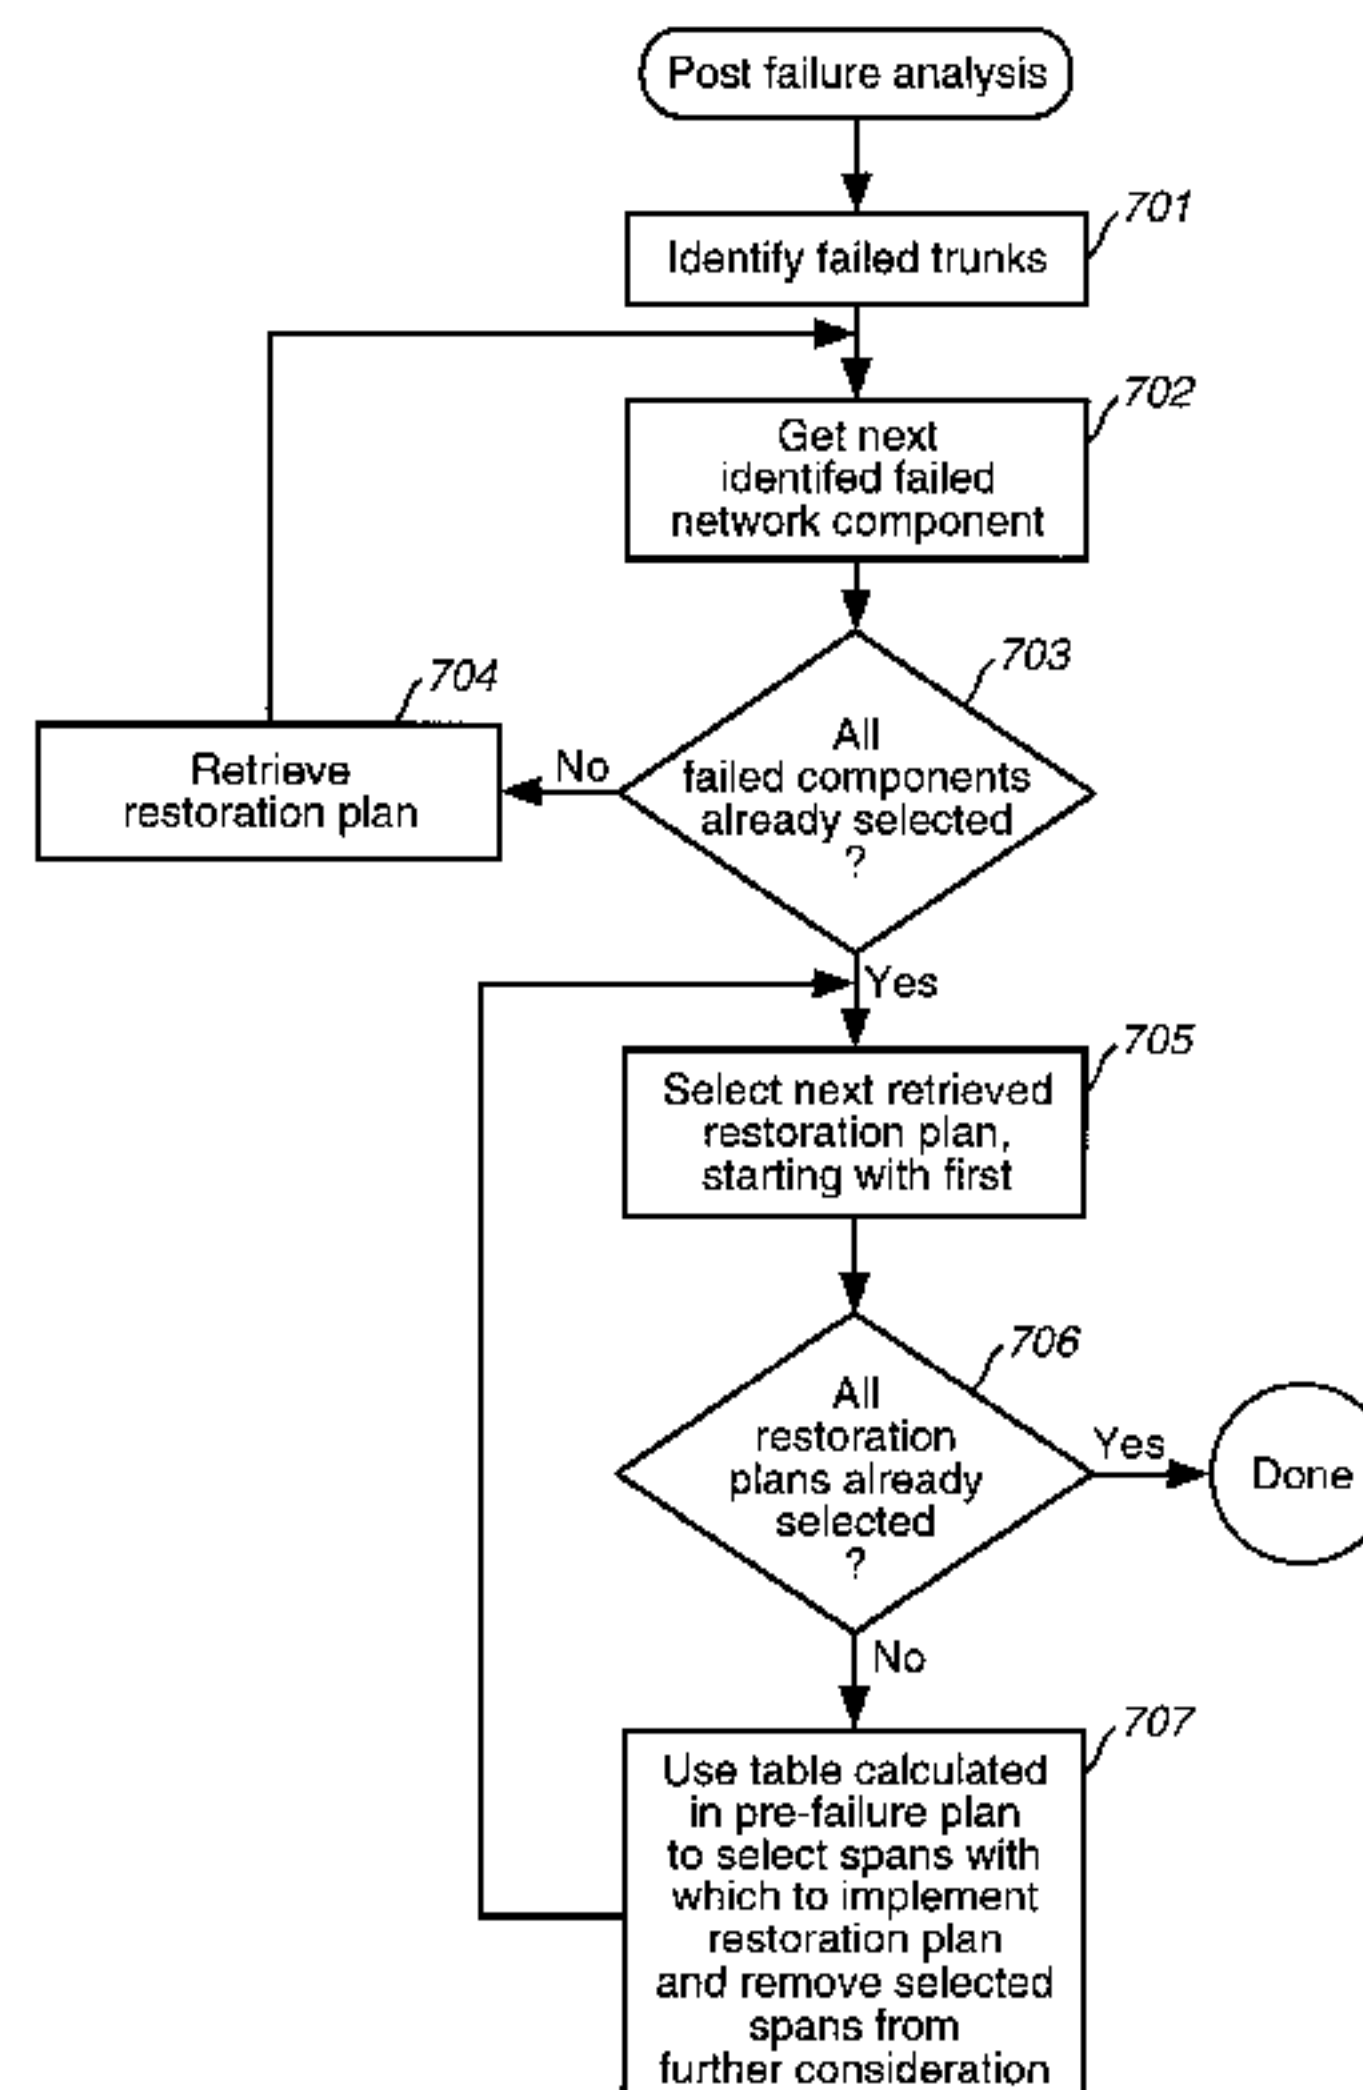 Post failure analysis
701
Identify failed trunks
702
Get next
identifed failed
network component
703
All
failed components
already selected
?
No
704
Retrieve
restoration plan
Yes
705
Select next retrieved
restoration plan,
starting with first
706
All
restoration
plans already
selected
?
Yes
Done
No
707
Use table calculated
in pre-failure plan
to select spans with
which to implement
restoration plan
and remove selected
spans from
further consideration